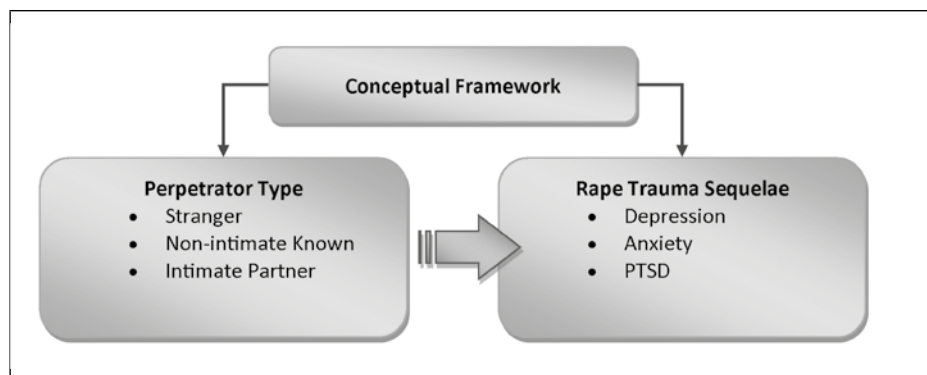 Conceptual Framework
Perpetrator Type
• Stranger
• Non-intimate Known
• Intimate Partner
Rape Trauma Sequelae
• Depression
• Anxiety
• PTSD